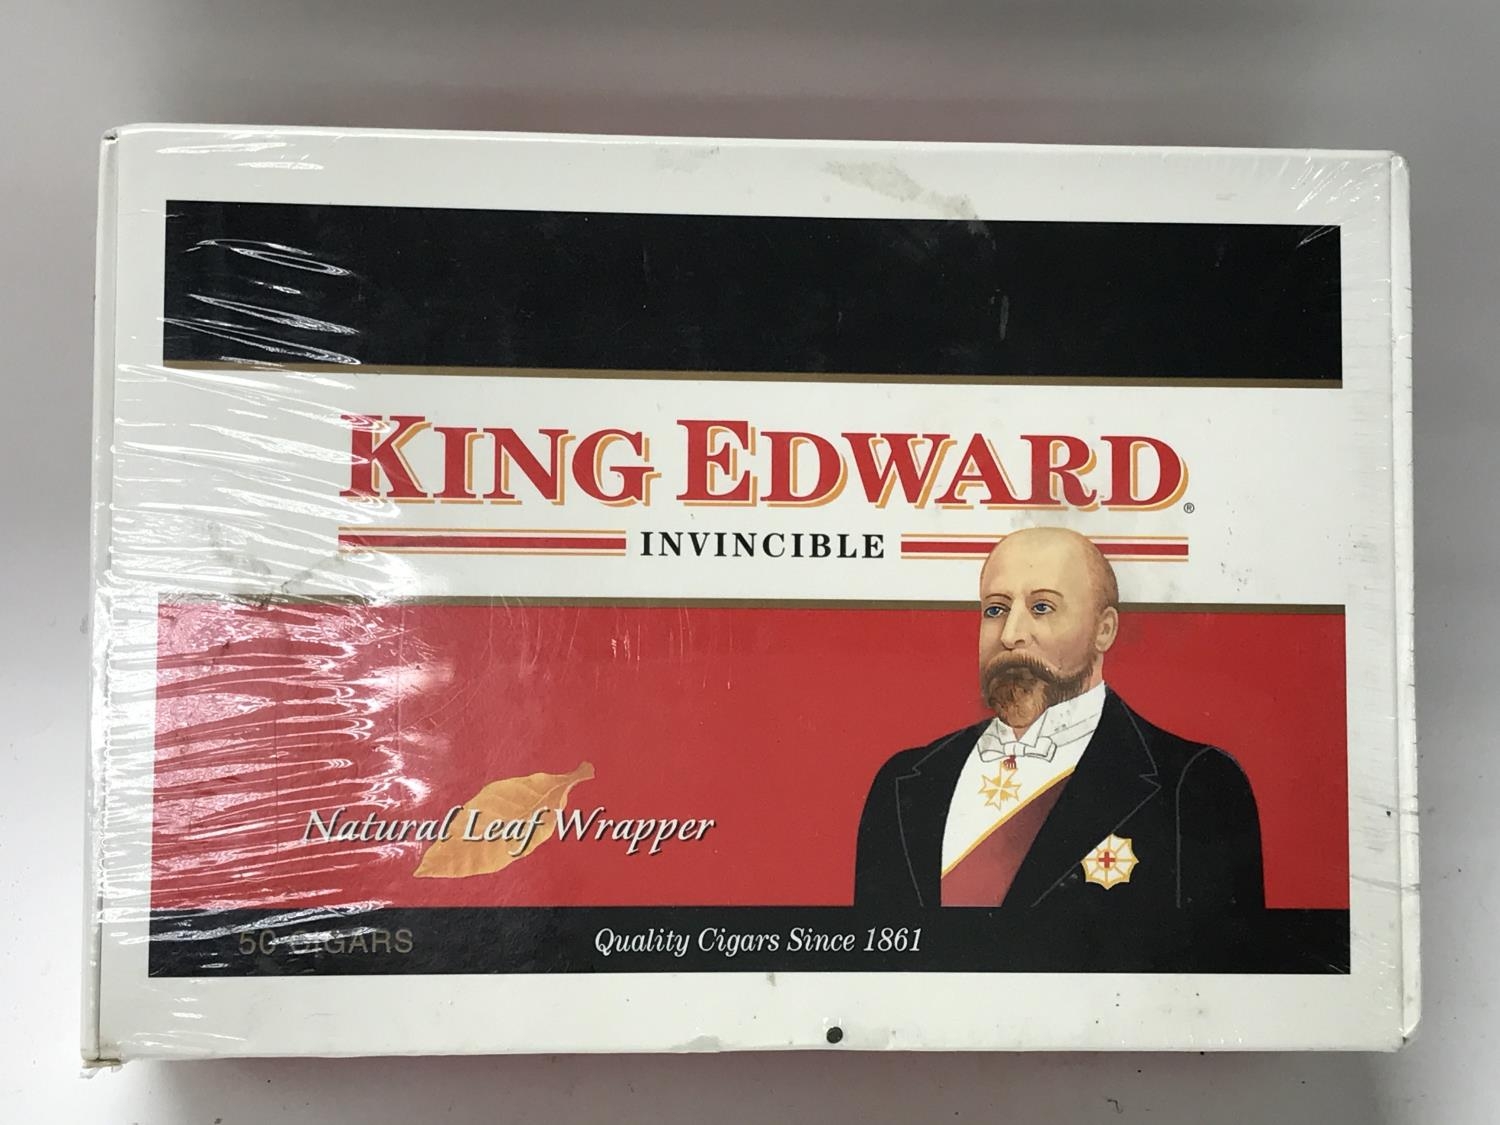 KING EDWARD®
INVINCIBLE
Natural Leaf Wrapper
50 CIGARS
Quality Cigars Since 1861